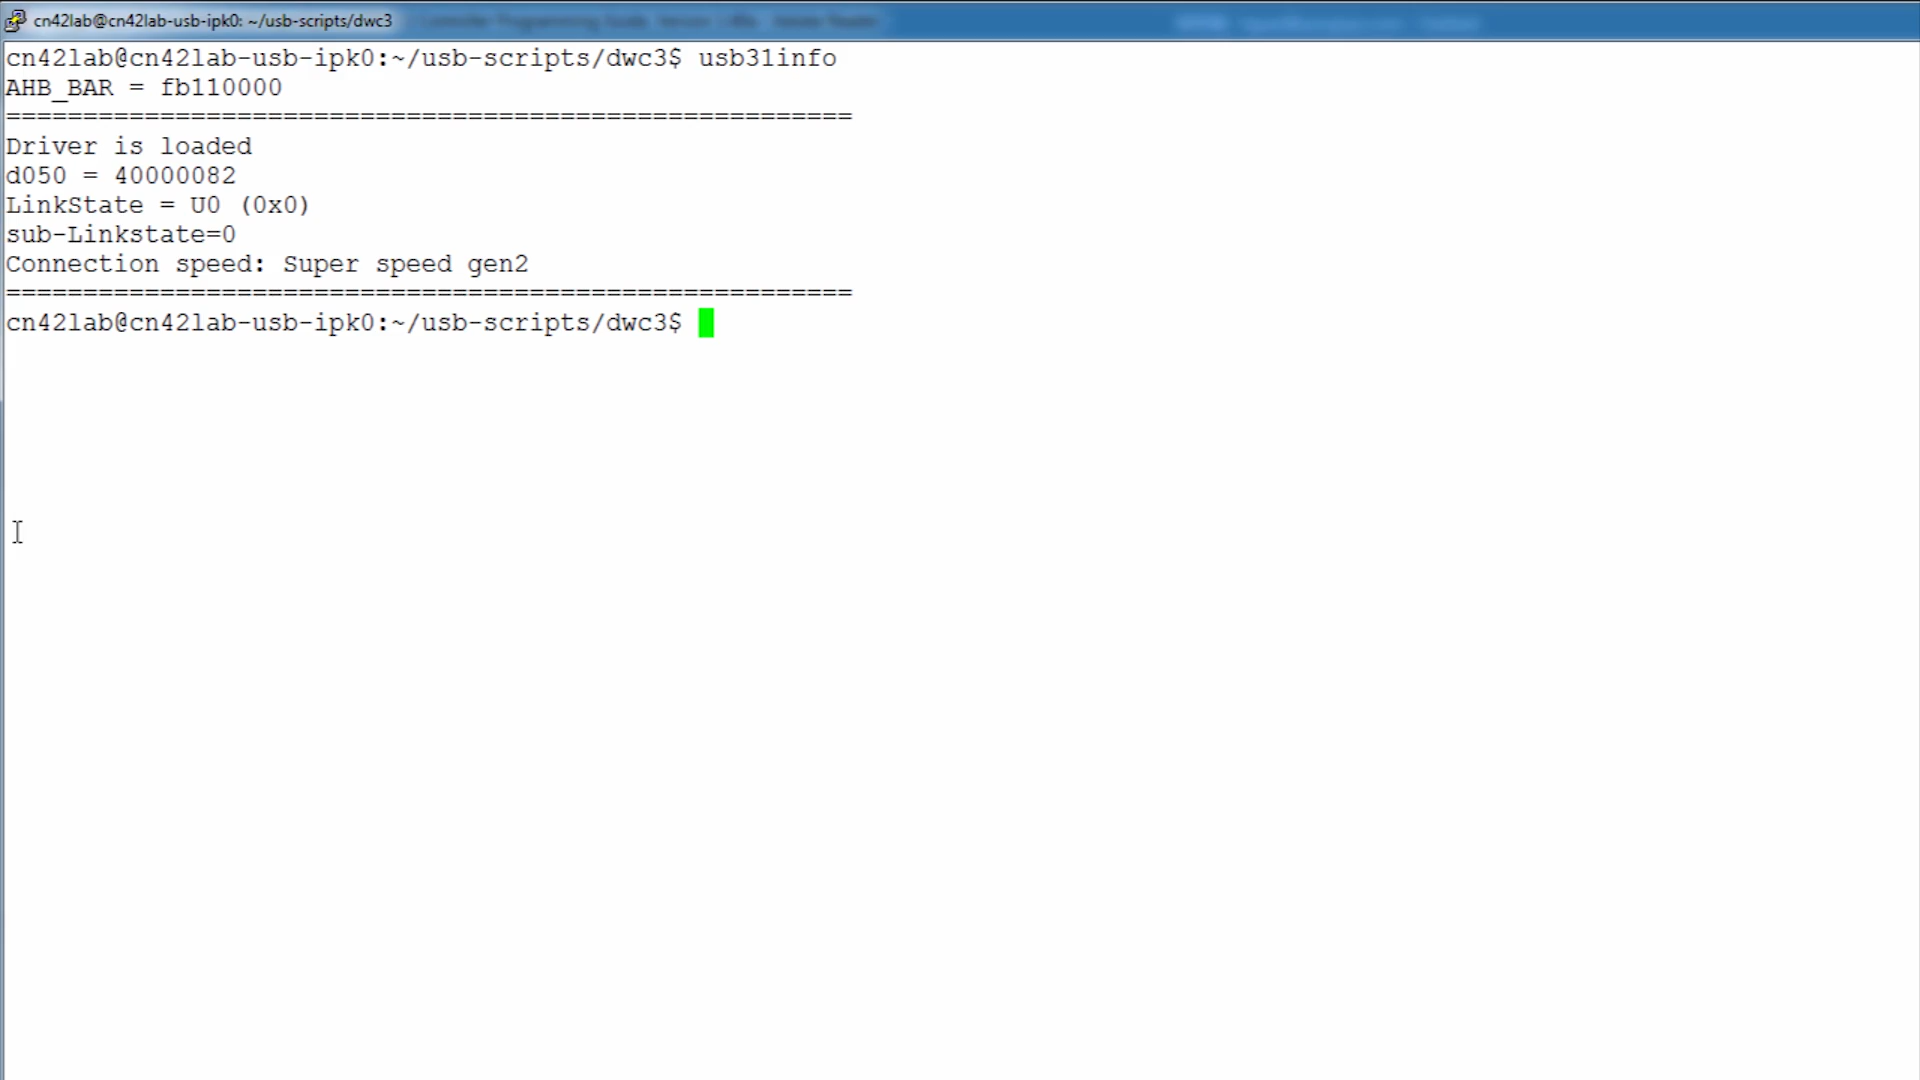 cn42lab@cn42lab-usb-ipk0: ~/usb-scripts/dwc3
cn42lab@cn42lab-usb-ipk0:~/usb-scripts/dwc3$ usb31info
AHB_BAR = fb110000
=======================================================
Driver is loaded
d050 = 40000082
LinkState = U0 (0x0)
sub-Linkstate=0
Connection speed: Super speed gen2
=======================================================
cn42lab@cn42lab-usb-ipk0:~/usb-scripts/dwc3$